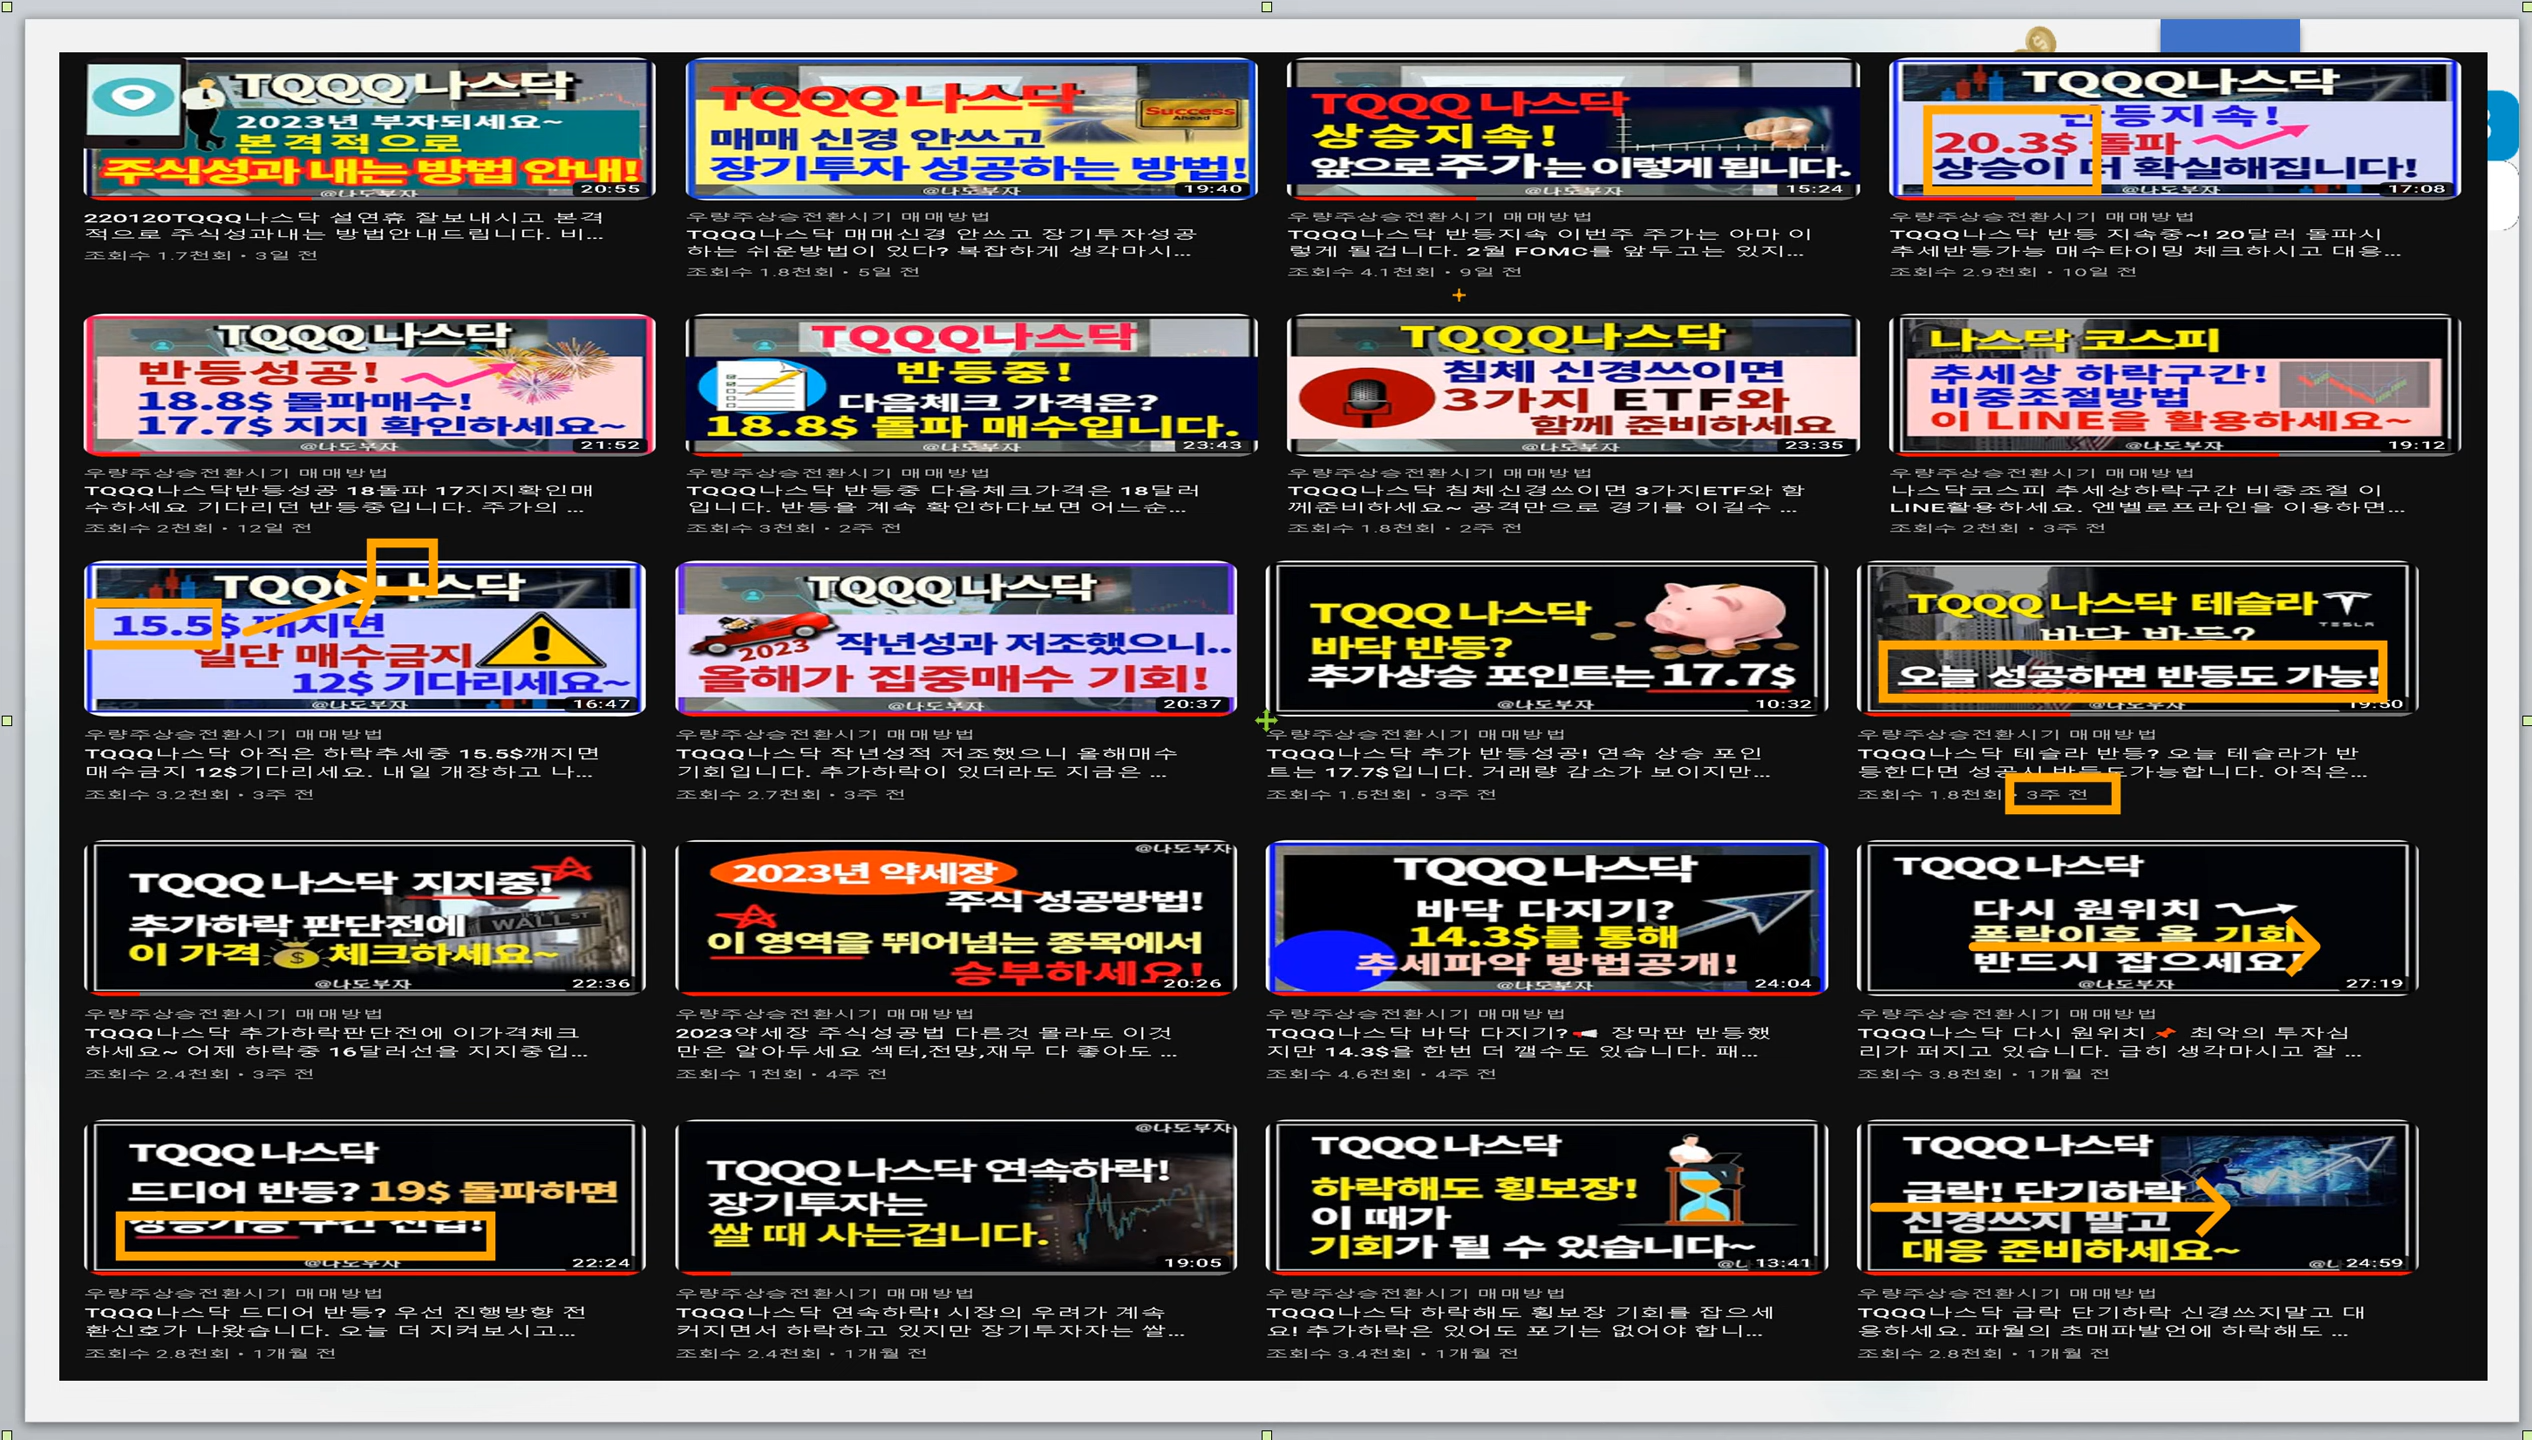 TQQQ나스닥
2023년 부자되세요~
본격적으로
주식성과 내는 방법 안내!
@나도부자
20:55
220120TQQQ나스닥 설연휴 잘보내시고 본격
적으로 주식성과내는 방법안내드립니다. 비...
조회수 1.7천회 • 3일 전
TQQQ나스닥
Success
Ahead
매매 신경 안쓰고
장기투자 성공하는 방법!
@나도부자
19:40
우량주상승전환시기 매매방법
TQQQ나스닥 매매신경 안쓰고 장기투자성공
하는 쉬운방법이 있다? 복잡하게 생각마시...
조회수 1.8천회 • 5일 전
TQQQ나스닥
상승지속!
앞으로주가는이렇게 됩니다.
@나도부자
15:24
우량주상승전환시기 매매방법
TQQQ나스닥 반등지속 이번주 주가는 아마 이
렇게 될겁니다. 2월 FOMC를 앞두고는 있지...
조회수 4.1천회 • 9일 전
TQQQ나스닥
반등지속!
20.3$ 돌파
상승이 더 확실해집니다!
@나도부자
17:08
우량주상승전환시기 매매방법
TQQQ나스닥 반등 지속중~! 20달러 돌파시
추세반등가능 매수타이밍 체크하시고 대응...
조회수 2.9천회 • 10일 전
TQQQ나스닥
반등성공!
18.8$ 돌파매수!
17.7$ 지지 확인하세요~
@나도부자
21:52
우량주상승전환시기 매매방법
TQQQ나스닥반등성공 18돌파 17지지확인매
수하세요 기다리던 반등중입니다. 주가의 ...
조회수 2천회 • 12일 전
TQQQ나스닥
반등중!
다음체크 가격은?
18.8$ 돌파 매수입니다.
@나도부자
23:43
우량주상승전환시기 매매방법
TQQQ나스닥 반등중 다음체크가격은 18달러
입니다. 반등을 계속 확인하다보면 어느순...
조회수 3천회 • 2주 전
TQQQ나스닥
침체 신경쓰이면
3가지 ETF와
함께 준비하세요
@나도부자
23:35
우량주상승전환시기 매매방법
TQQQ나스닥 침체신경쓰이면 3가지ETF와 함
께준비하세요~ 공격만으로 경기를 이길수 ...
조회수 1.8천회 • 2주 전
나스닥 코스피
추세상 하락구간!
비중조절방법
이 LINE을 활용하세요~
@나도부자
19:12
우량주상승전환시기 매매방법
나스닥코스피 추세상하락구간 비중조절 이
LINE활용하세요. 엔벨로프라인을 이용하면...
조회수 2천회 • 3주 전
TQQQ나스닥
15.5$ 깨지면
일단 매수금지
12$ 기다리세요~
@나도부자
16:47
우량주상승전환시기 매매방법
TQQQ나스닥 아직은 하락추세중 15.5$깨지면
매수금지 12$기다리세요. 내일 개장하고 나...
조회수 3.2천회 • 3주 전
TQQQ나스닥
2023
작년성과 저조했으니..
올해가 집중매수 기회!
@나도부자
20:37
우량주상승전환시기 매매방법
TQQQ나스닥 작년성적 저조했으니 올해매수
기회입니다. 추가하락이 있더라도 지금은 ...
조회수 2.7천회 • 3주 전
TQQQ나스닥
바닥 반등?
추가상승 포인트는 17.7$
@나도부자
10:32
우량주상승전환시기 매매방법
TQQQ나스닥 추가 반등성공! 연속 상승 포인
트는 17.7$입니다. 거래량 감소가 보이지만...
조회수 1.5천회 • 3주 전
TQQQ나스닥 테슬라
TESLA
바닥 반등?
오늘 성공하면 반등도 가능!
@나도부자
19:50
우량주상승전환시기 매매방법
TQQQ나스닥 테슬라 반등? 오늘 테슬라가 반
등한다면 성공시 반등도가능합니다. 아직은...
조회수 1.8천회 • 3주 전
TQQQ나스닥 지지중!
추가하락 판단전에
WALL ST
이 가격 $ 체크하세요~
@나도부자
22:36
우량주상승전환시기 매매방법
TQQQ나스닥 추가하락판단전에 이가격체크
하세요~ 어제 하락중 16달러선을 지지중입...
조회수 2.4천회 • 3주 전
@나도부자
2023년 약세장
주식 성공방법!
이 영역을 뛰어넘는 종목에서
승부하세요!
20:26
우량주상승전환시기 매매방법
2023약세장 주식성공법 다른것 몰라도 이것
만은 알아두세요 섹터,전망,재무 다 좋아도 ...
조회수 1천회 • 4주 전
TQQQ나스닥
바닥 다지기?
14.3$를 통해
추세파악 방법공개!
@나도부자
24:04
우량주상승전환시기 매매방법
TQQQ나스닥 바닥 다지기? 장막판 반등했
지만 14.3$을 한번 더 깰수도 있습니다. 패...
조회수 4.6천회 • 4주 전
TQQQ나스닥
다시 원위치
폭락이후 올 기회
반드시 잡으세요!
@나도부자
27:19
우량주상승전환시기 매매방법
TQQQ나스닥 다시 원위치 최악의 투자심
리가 퍼지고 있습니다. 급히 생각마시고 잘 ...
조회수 3.8천회 • 1개월 전
TQQQ나스닥
드디어 반등? 19$ 돌파하면
상승가능 구간 진입!
@나도부자
22:24
우량주상승전환시기 매매방법
TQQQ나스닥 드디어 반등? 우선 진행방향 전
환신호가 나왔습니다. 오늘 더 지켜보시고...
조회수 2.8천회 • 1개월 전
@나도부자
TQQQ나스닥 연속하락!
장기투자는
쌀 때 사는겁니다.
19:05
우량주상승전환시기 매매방법
TQQQ나스닥 연속하락! 시장의 우려가 계속
커지면서 하락하고 있지만 장기투자자는 쌀...
조회수 2.4천회 • 1개월 전
TQQQ나스닥
하락해도 횡보장!
이 때가
기회가 될 수 있습니다~
13:41
우량주상승전환시기 매매방법
TQQQ나스닥 하락해도 횡보장 기회를 잡으세
요! 추가하락은 있어도 포기는 없어야 합니...
조회수 3.4천회 • 1개월 전
TQQQ나스닥
급락! 단기하락
신경쓰지 말고
대응 준비하세요~
24:59
우량주상승전환시기 매매방법
TQQQ나스닥 급락 단기하락 신경쓰지말고 대
응하세요. 파월의 초매파발언에 하락해도 ...
조회수 2.8천회 • 1개월 전